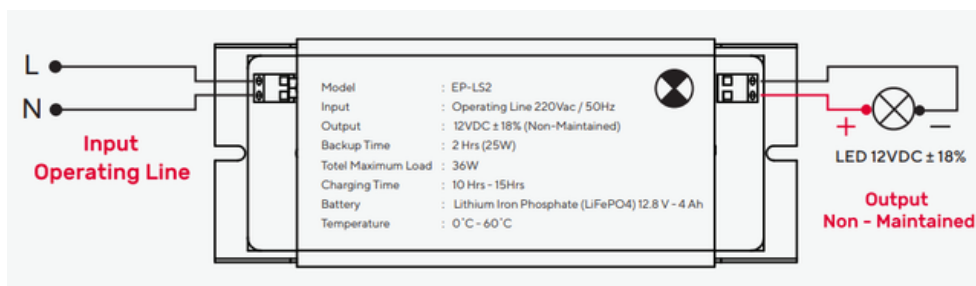 L
N
Input
Operating Line
Model : EP-LS2
Input : Operating Line 220Vac / 50Hz
Output : 12VDC ± 18% (Non-Maintained)
Backup Time : 2 Hrs (25W)
Totel Maximum Load : 36W
Charging Time : 10 Hrs - 15Hrs
Battery : Lithium Iron Phosphate (LiFePO4) 12.8 V - 4 Ah
Temperature : 0˚C - 60˚C
+ −
LED 12VDC ± 18%
Output
Non - Maintained